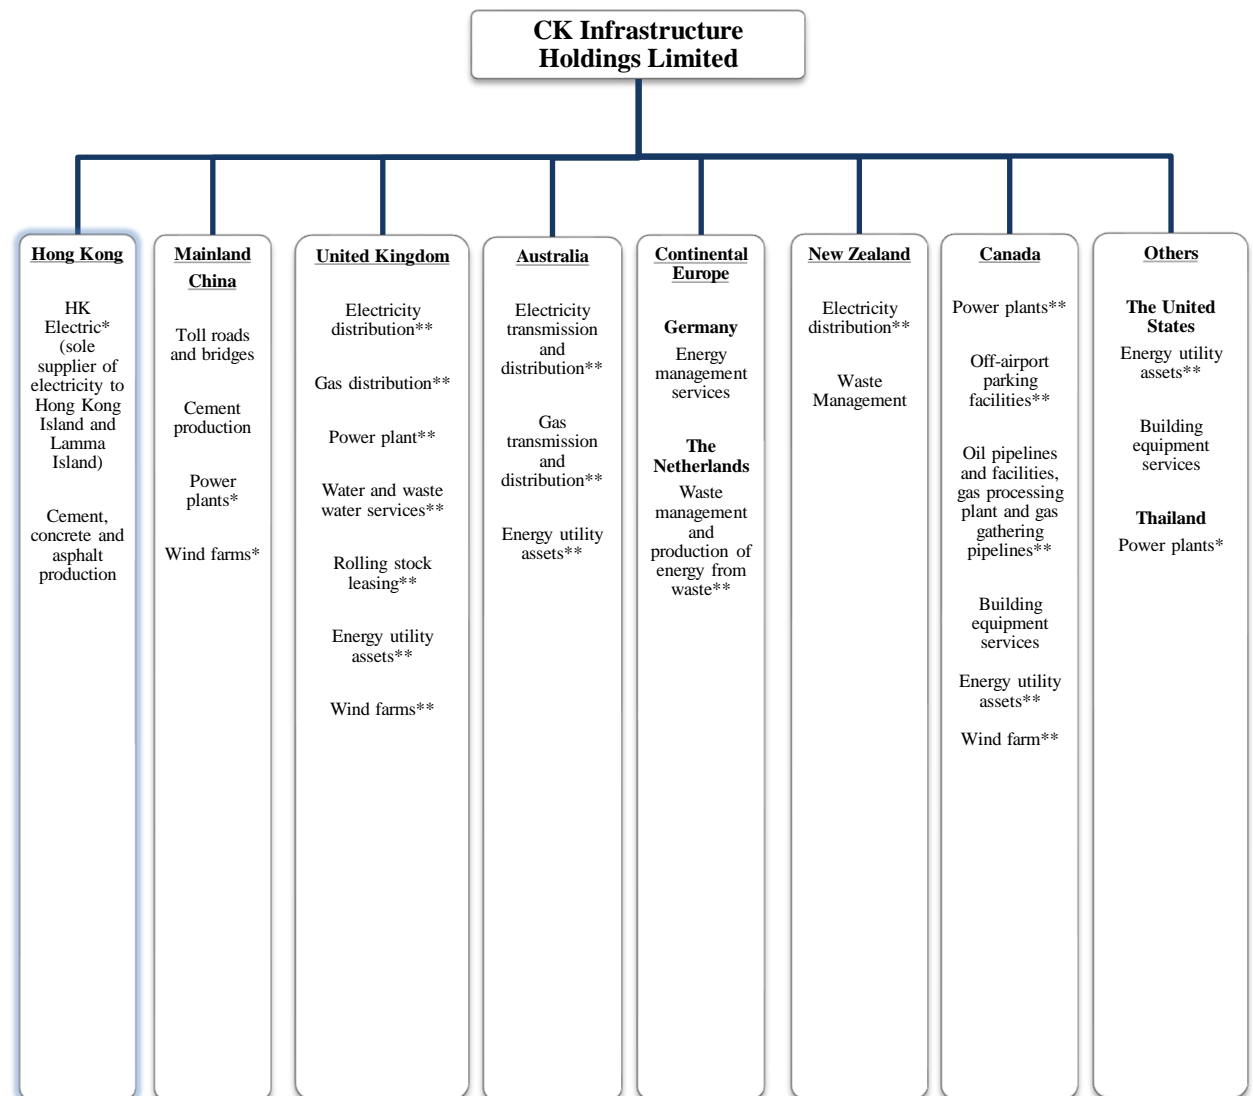 CK Infrastructure
Holdings Limited
Hong Kong
HK
Electric*
(sole
supplier of
electricity to
Hong Kong
Island and
Lamma
Island)
Cement,
concrete and
asphalt
production
Mainland
China
Toll roads
and bridges
Cement
production
Power
plants*
Wind farms*
United Kingdom
Electricity
distribution**
Gas distribution**
Power plant**
Water and waste
water services**
Rolling stock
leasing**
Energy utility
assets**
Wind farms**
Australia
Electricity
transmission
and
distribution**
Gas
transmission
and
distribution**
Energy utility
assets**
Continental
Europe
Germany
Energy
management
services
The
Netherlands
Waste
management
and
production of
energy from
waste**
New Zealand
Electricity
distribution**
Waste
Management
Canada
Power plants**
Off-airport
parking
facilities**
Oil pipelines
and facilities,
gas processing
plant and gas
gathering
pipelines**
Building
equipment
services
Energy utility
assets**
Wind farm**
Others
The United
States
Energy utility
assets**
Building
equipment
services
Thailand
Power plants*